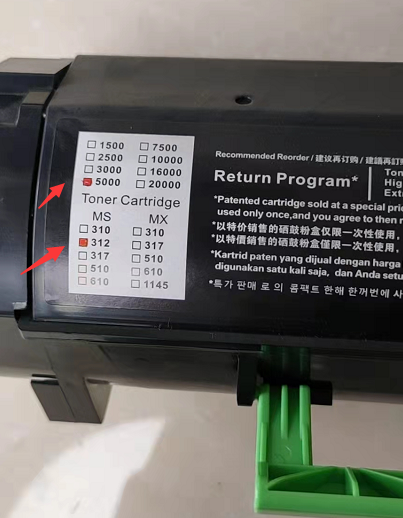 1500 7500
2500 10000
3000 16000
5000 20000
Toner Cartridge
MS MX
310 310
312 317
317 510
510 610
610 1145
Recommended Reorder / 建议再订购 / 建議再訂
Return Program*
Ton
Hig
Ext
*Patented cartridge sold at a special pri
used only once,and you agree to then r
*以特价销售的硒鼓粉盒仅限一次性使用,
*以特價銷售的硒鼓粉盒僅限一次性使用,
*Kartrid paten yang dijual dengan harga
digunakan satu kali saja, dan Anda setu
*특가 판매 로 의 콤팩트 한해 한꺼번에 사